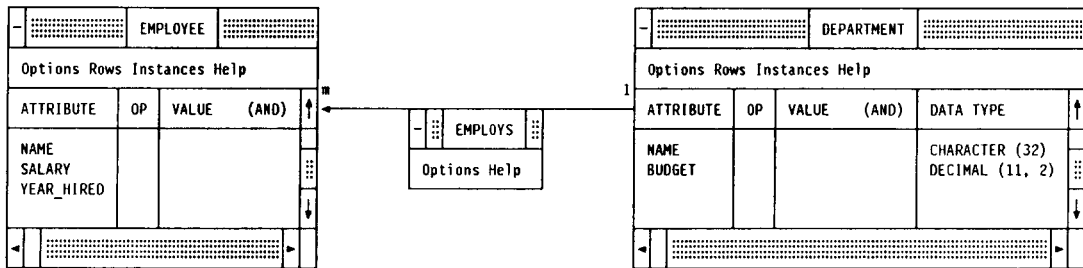 EMPLOYEE
Options Rows Instances Help
ATTRIBUTE OP VALUE (AND)
NAME
SALARY
YEAR_HIRED
m
EMPLOYS
Options Help
1
DEPARTMENT
Options Rows Instances Help
ATTRIBUTE OP VALUE (AND) DATA TYPE
NAME CHARACTER (32)
BUDGET DECIMAL (11, 2)